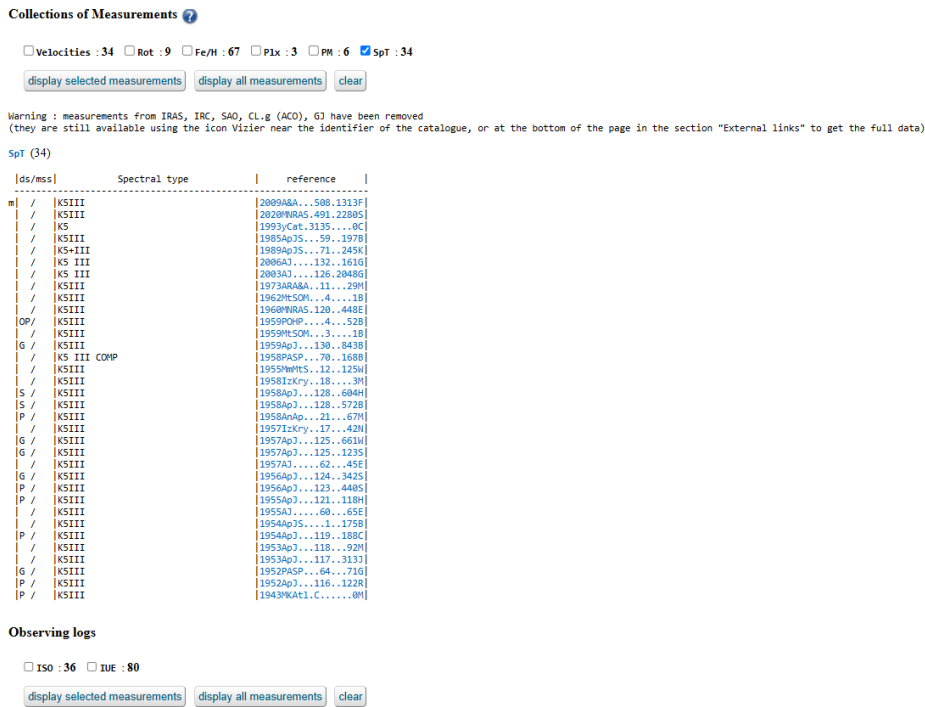 Collections of Measurements ?
Velocities : 34 Rot : 9 Fe/H : 67 Plx : 3 PM : 6 SpT : 34
display selected measurements display all measurements clear
Warning : measurements from IRAS, IRC, SAO, CL.g (ACO), GJ have been removed
(they are still available using the icon Vizier near the identifier of the catalogue, or at the bottom of the page in the section "External links" to get the full data)
SpT (34)
|ds/mss| Spectral type | reference |
--------------------------------------------------------------
m| / |K5III |2009A&A...508.1313F|
| / |K5III |2020MNRAS.491.2280S|
| / |K5 |1993yCat.3135....0C|
| / |K5III |1985ApJS...59..197B|
| / |K5+III |1989ApJS...71..245K|
| / |K5 III |2006AJ....132..161G|
| / |K5 III |2003AJ....126.2048G|
| / |K5III |1973ARA&A..11...29M|
| / |K5III |1962MtSOM...4....1B|
| / |K5III |1960MNRAS.120..448E|
|OP/ |K5III |1959POHP....4...52B|
| / |K5III |1959MtSOM...3....1B|
|G / |K5III |1959ApJ...130..843B|
| / |K5 III COMP |1958PASP...70..168B|
| / |K5III |1955MmMtS..12..125W|
| / |K5III |1958IzKry..18....3M|
|S / |K5III |1958ApJ...128..604H|
|S / |K5III |1958ApJ...128..572B|
|P / |K5III |1958AnAp...21...67M|
| / |K5III |1957IzKry..17...42N|
|G / |K5III |1957ApJ...125..661W|
|G / |K5III |1957ApJ...125..123S|
| / |K5III |1957AJ.....62...45E|
|G / |K5III |1956ApJ...124..342S|
|P / |K5III |1956ApJ...123..440S|
|P / |K5III |1955ApJ...121..118H|
| / |K5III |1955AJ.....60...65E|
| / |K5III |1954ApJS....1..175B|
|P / |K5III |1954ApJ...119..188C|
| / |K5III |1953ApJ...118...92M|
| / |K5III |1953ApJ...117..313J|
|G / |K5III |1952PASP...64...71G|
|P / |K5III |1952ApJ...116..122R|
|P / |K5III |1943MKAtl.C......0M|
Observing logs
ISO : 36 IUE : 80
display selected measurements display all measurements clear